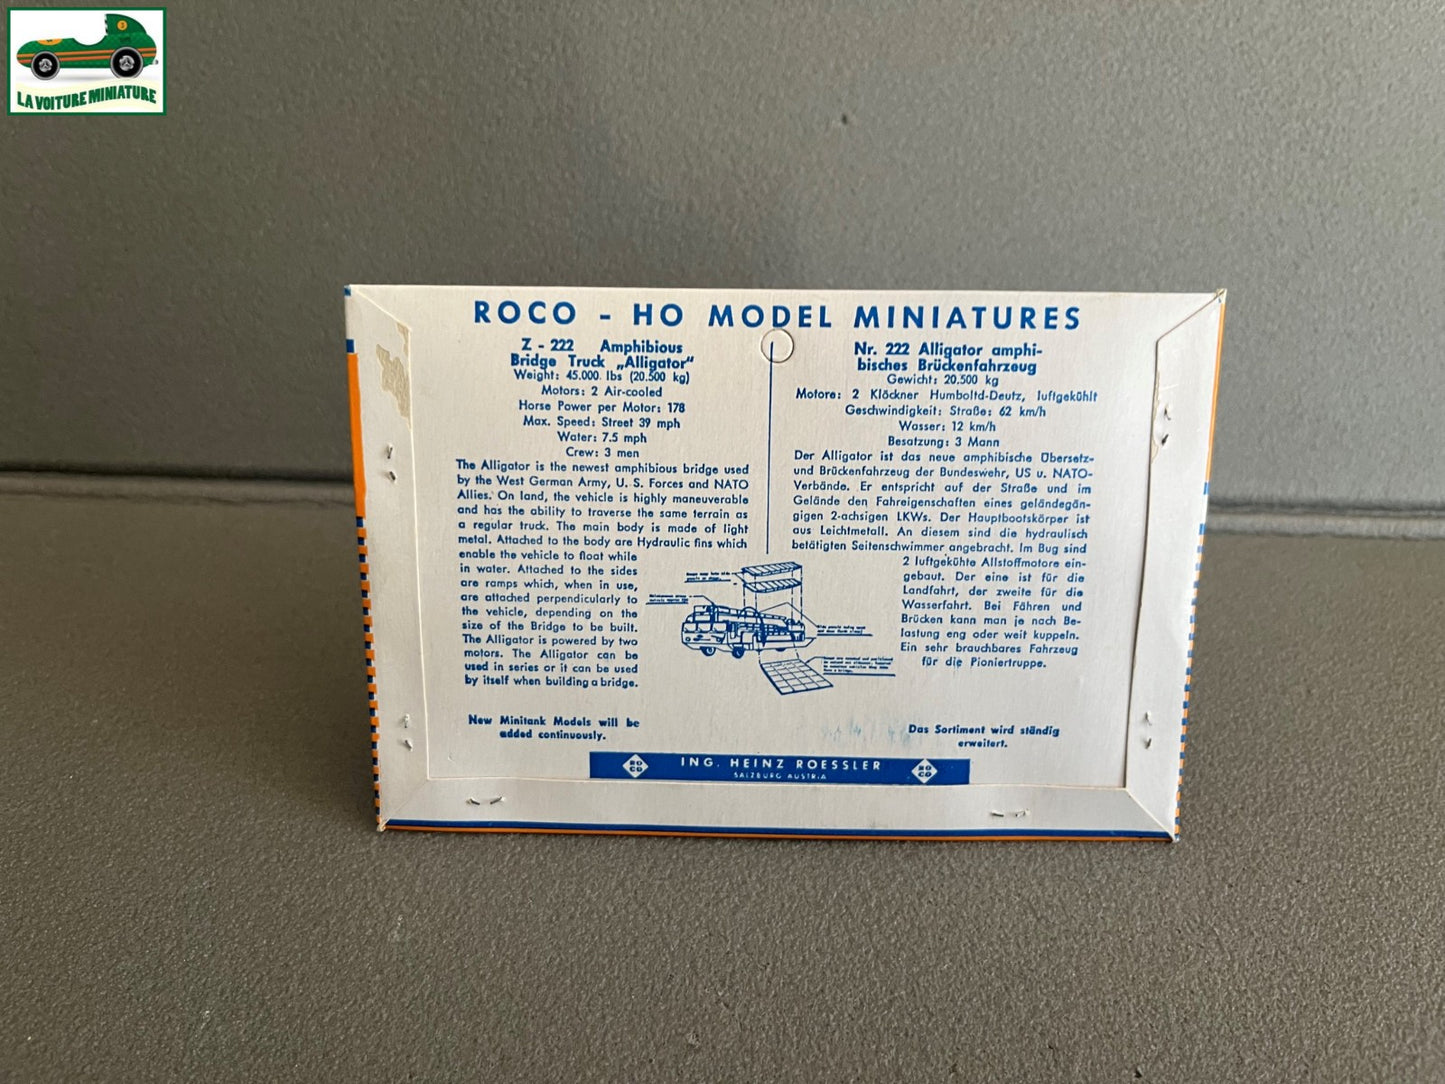 LA VOITURE MINIATURE
ROCO - HO MODEL MINIATURES
Z - 222 Amphibious
Bridge Truck „Alligator“
Weight: 45.000 lbs (20.500 kg)
Motors: 2 Air-cooled
Horse Power per Motor: 178
Max. Speed: Street 39 mph
Water: 7.5 mph
Crew: 3 men
The Alligator is the newest amphibious bridge used
by the West German Army, U. S. Forces and NATO
Allies. On land, the vehicle is highly maneuverable
and has the ability to traverse the same terrain as
a regular truck. The main body is made of light
metal. Attached to the body are Hydraulic fins which
enable the vehicle to float while
in water. Attached to the sides
are ramps which, when in use,
are attached perpendicularly to
the vehicle, depending on the
size of the Bridge to be built.
The Alligator is powered by two
motors. The Alligator can be
used in series or it can be used
by itself when building a bridge.
New Minitank Models will be
added continuously.
Nr. 222 Alligator amphi-
bisches Brückenfahrzeug
Gewicht: 20.500 kg
Motore: 2 Klöckner Humboltd-Deutz, luftgekühlt
Geschwindigkeit: Straße: 62 km/h
Wasser: 12 km/h
Besatzung: 3 Mann
Der Alligator ist das neue amphibische Übersetz-
und Brückenfahrzeug der Bundeswehr, US u. NATO-
Verbände. Er entspricht auf der Straße und im
Gelände den Fahreigenschaften eines geländegän-
gigen 2-achsigen LKWs. Der Hauptbootskörper ist
aus Leichtmetall. An diesem sind die hydraulisch
betätigten Seitenschwimmer angebracht. Im Bug sind
2 luftgekühlte Allstoffmotore ein-
gebaut. Der eine ist für die
Landfahrt, der zweite für die
Wasserfahrt. Bei Fähren und
Brücken kann man je nach Be-
lastung eng oder weit kuppeln.
Ein sehr brauchbares Fahrzeug
für die Pioniertruppe.
Das Sortiment wird ständig
erweitert.
ROCO
ING. HEINZ ROESSLER
SALZBURG AUSTRIA
ROCO